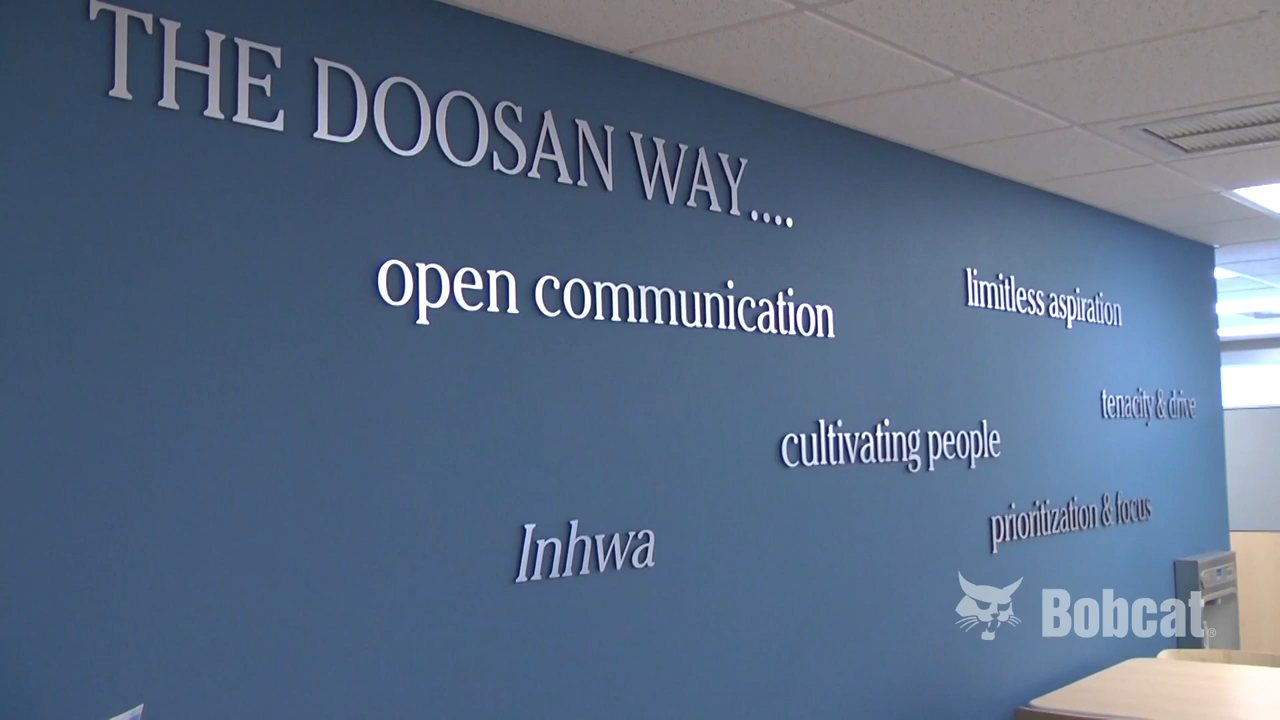 THE DOOSAN WAY....
open communication
limitless aspiration
tenacity & drive
cultivating people
prioritization & focus
Inhwa
Bobcat®